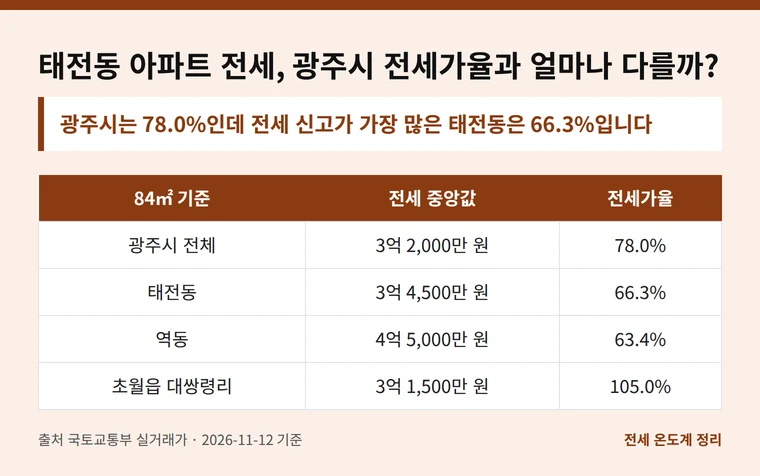 태전동 아파트 전세, 광주시 전세가율과 얼마나 다를까?
광주시는 78.0%인데 전세 신고가 가장 많은 태전동은 66.3%입니다
84㎡ 기준 전세 중앙값 전세가율
광주시 전체 3억 2,000만 원 78.0%
태전동 3억 4,500만 원 66.3%
역동 4억 5,000만 원 63.4%
초월읍 대쌍령리 3억 1,500만 원 105.0%
출처 국토교통부 실거래가 · 2026-11-12 기준 전세 온도계 정리